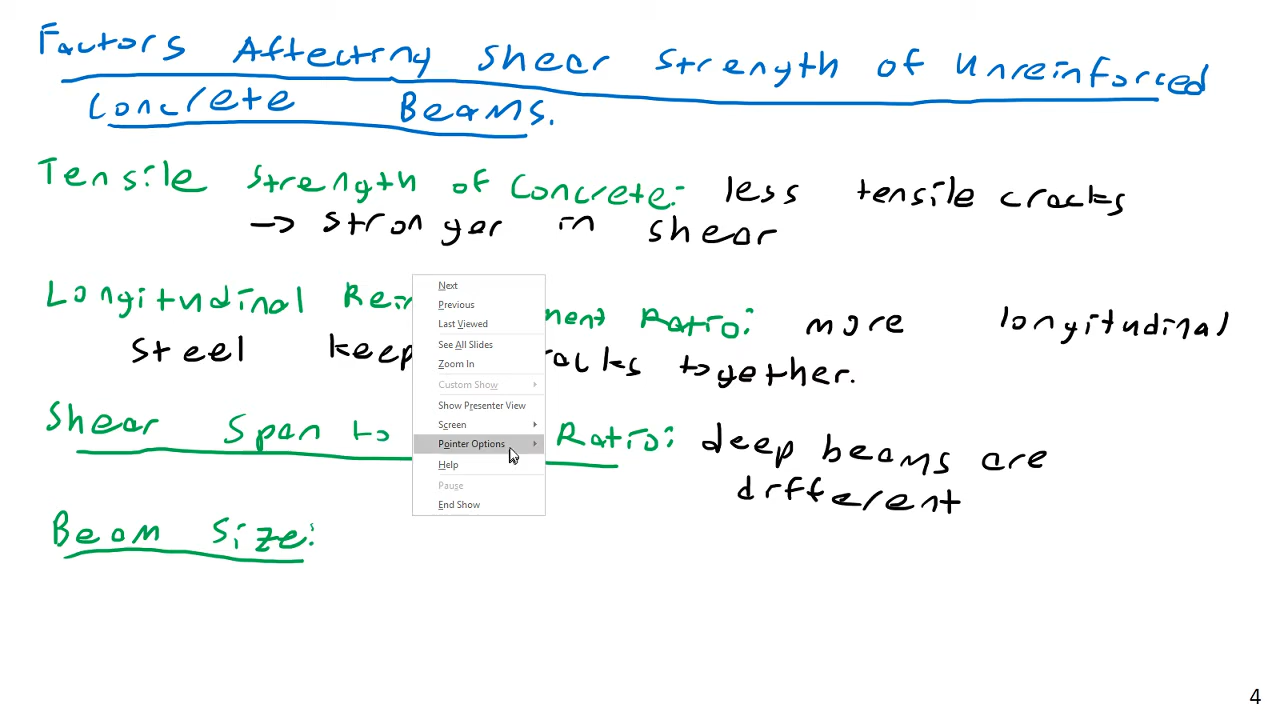 Factors Affecting Shear Strength of Unreinforced
Concrete Beams.
Tensile Strength of Concrete: less tensile cracks
→ stronger in shear
Longitudinal Rein ment Ratio: more longitudinal
steel keep racks together.
Shear Span to Ratio: deep beams are
different
Beam Size:
Next
Previous
Last Viewed
See All Slides
Zoom In
Custom Show
Show Presenter View
Screen
Pointer Options
Help
Pause
End Show
4